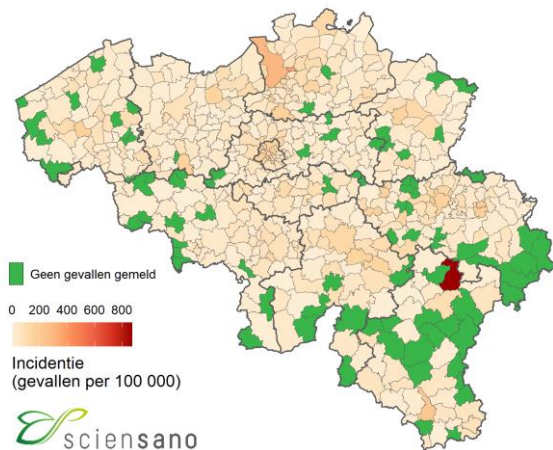 Geen gevallen gemeld
0 200 400 600 800
Incidentie
(gevallen per 100 000)
sciensano